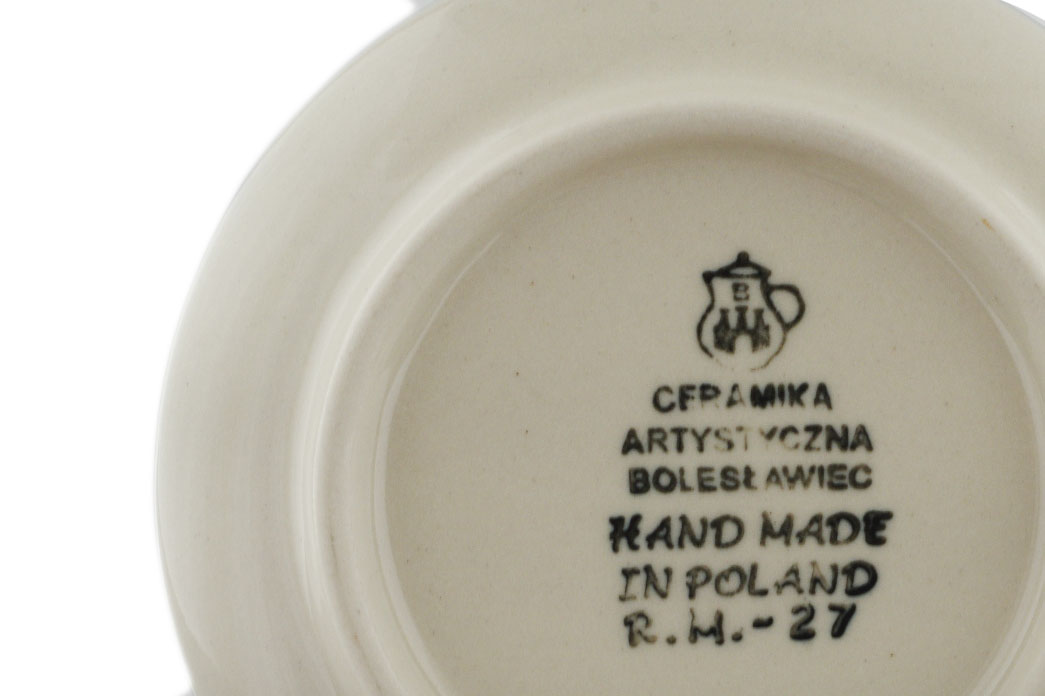 B
CERAMIKA
ARTYSTYCZNA
BOLESŁAWIEC
HAND MADE
IN POLAND
R.M.-27